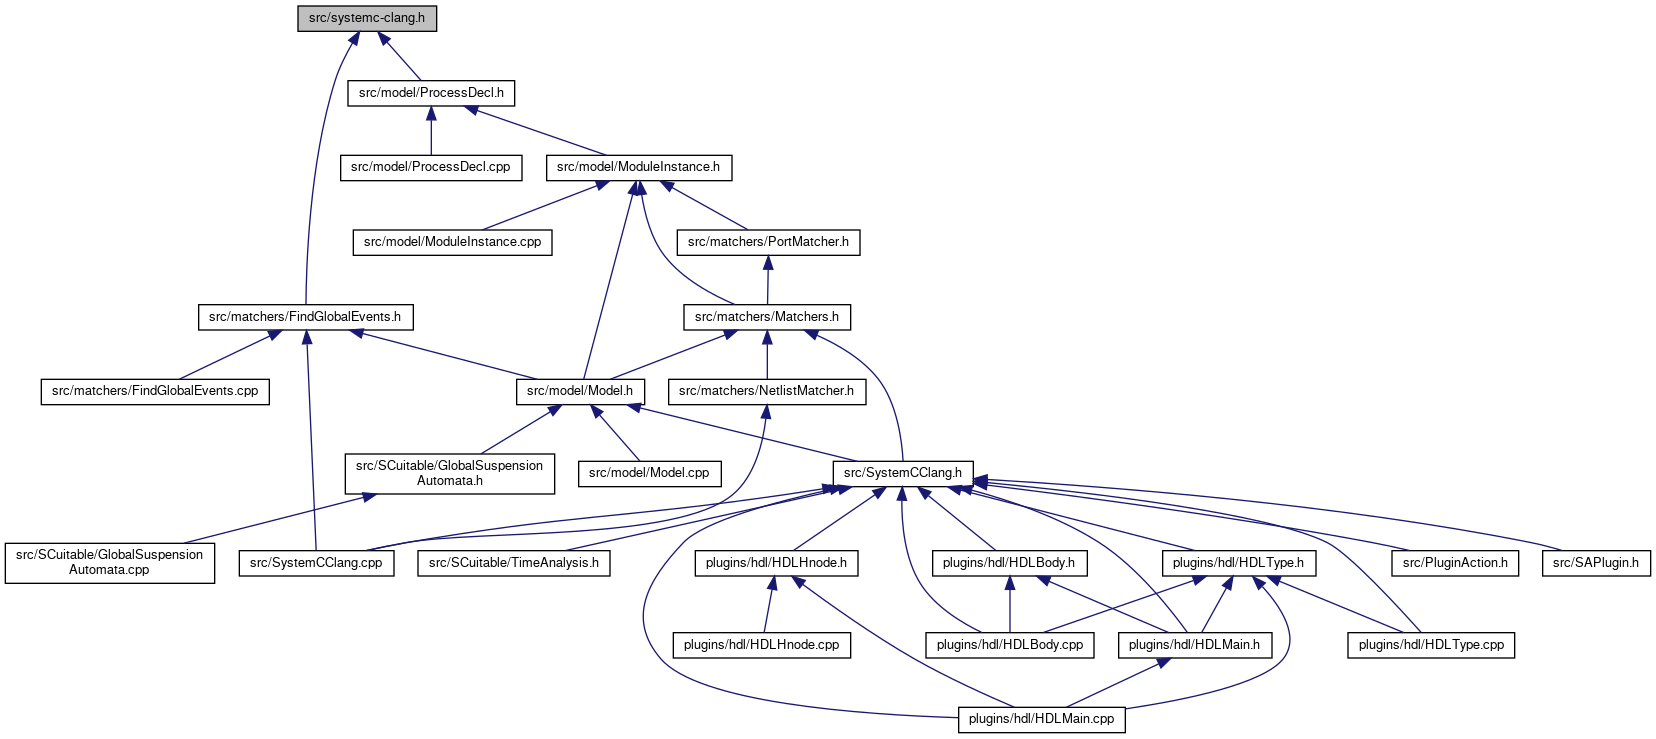 src/systemc-clang.h
src/model/ProcessDecl.h
src/model/ProcessDecl.cpp
src/model/ModuleInstance.h
src/model/ModuleInstance.cpp
src/matchers/PortMatcher.h
src/matchers/FindGlobalEvents.h
src/matchers/Matchers.h
src/matchers/FindGlobalEvents.cpp
src/model/Model.h
src/matchers/NetlistMatcher.h
src/SCuitable/GlobalSuspension
Automata.h
src/model/Model.cpp
src/SystemCClang.h
src/SCuitable/GlobalSuspension
Automata.cpp
src/SystemCClang.cpp
src/SCuitable/TimeAnalysis.h
plugins/hdl/HDLHnode.h
plugins/hdl/HDLBody.h
plugins/hdl/HDLType.h
src/PluginAction.h
src/SAPlugin.h
plugins/hdl/HDLHnode.cpp
plugins/hdl/HDLBody.cpp
plugins/hdl/HDLMain.h
plugins/hdl/HDLType.cpp
plugins/hdl/HDLMain.cpp